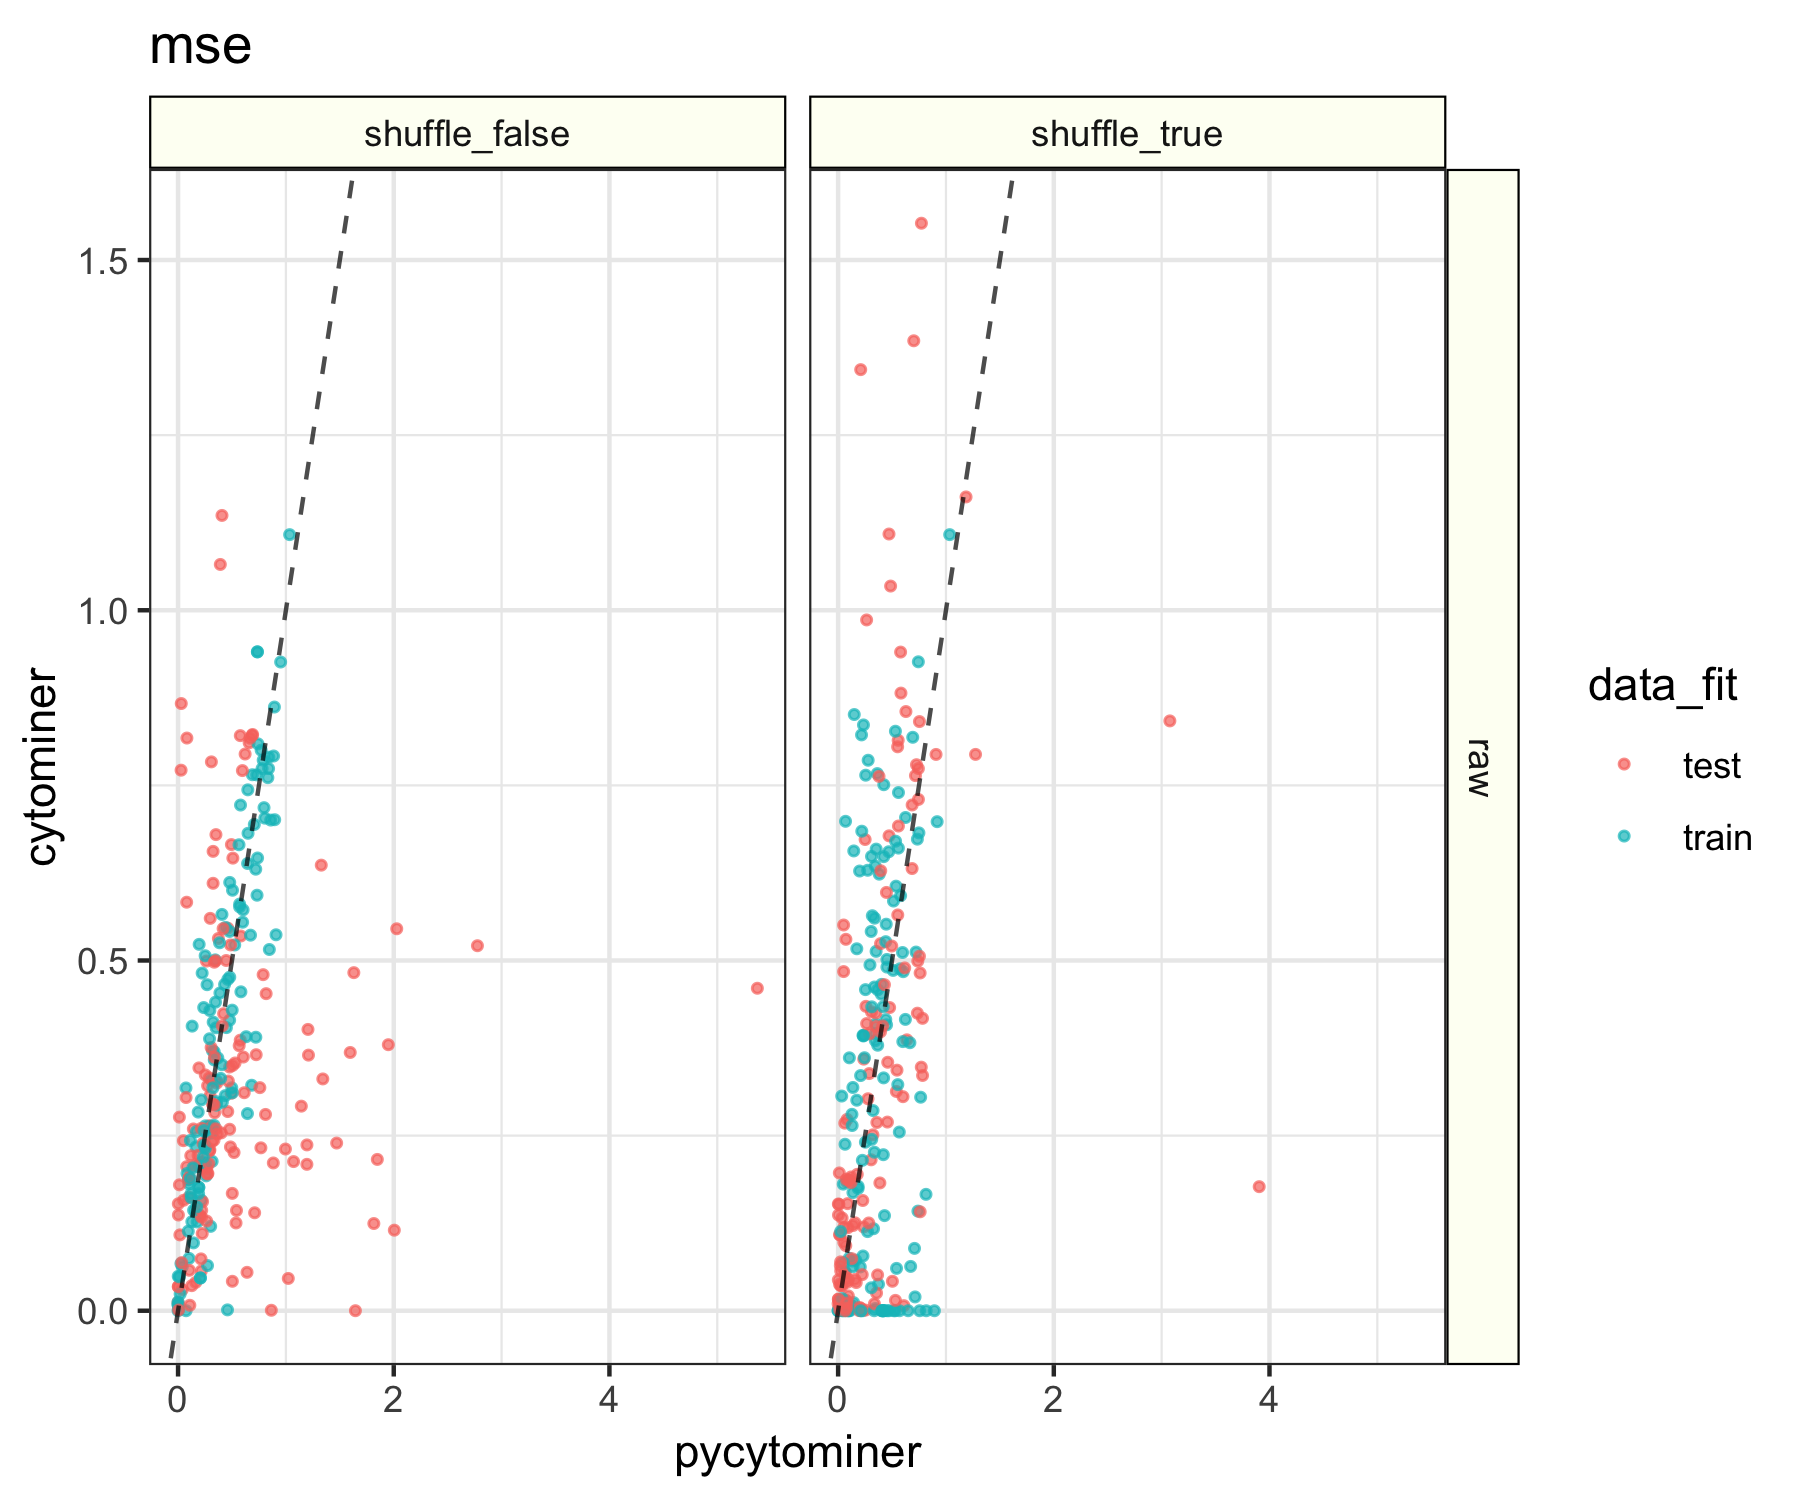 mse
shuffle_false
shuffle_true
raw
cytominer
1.5
1.0
0.5
0.0
0 2 4
0 2 4
pycytominer
data_fit
test
train